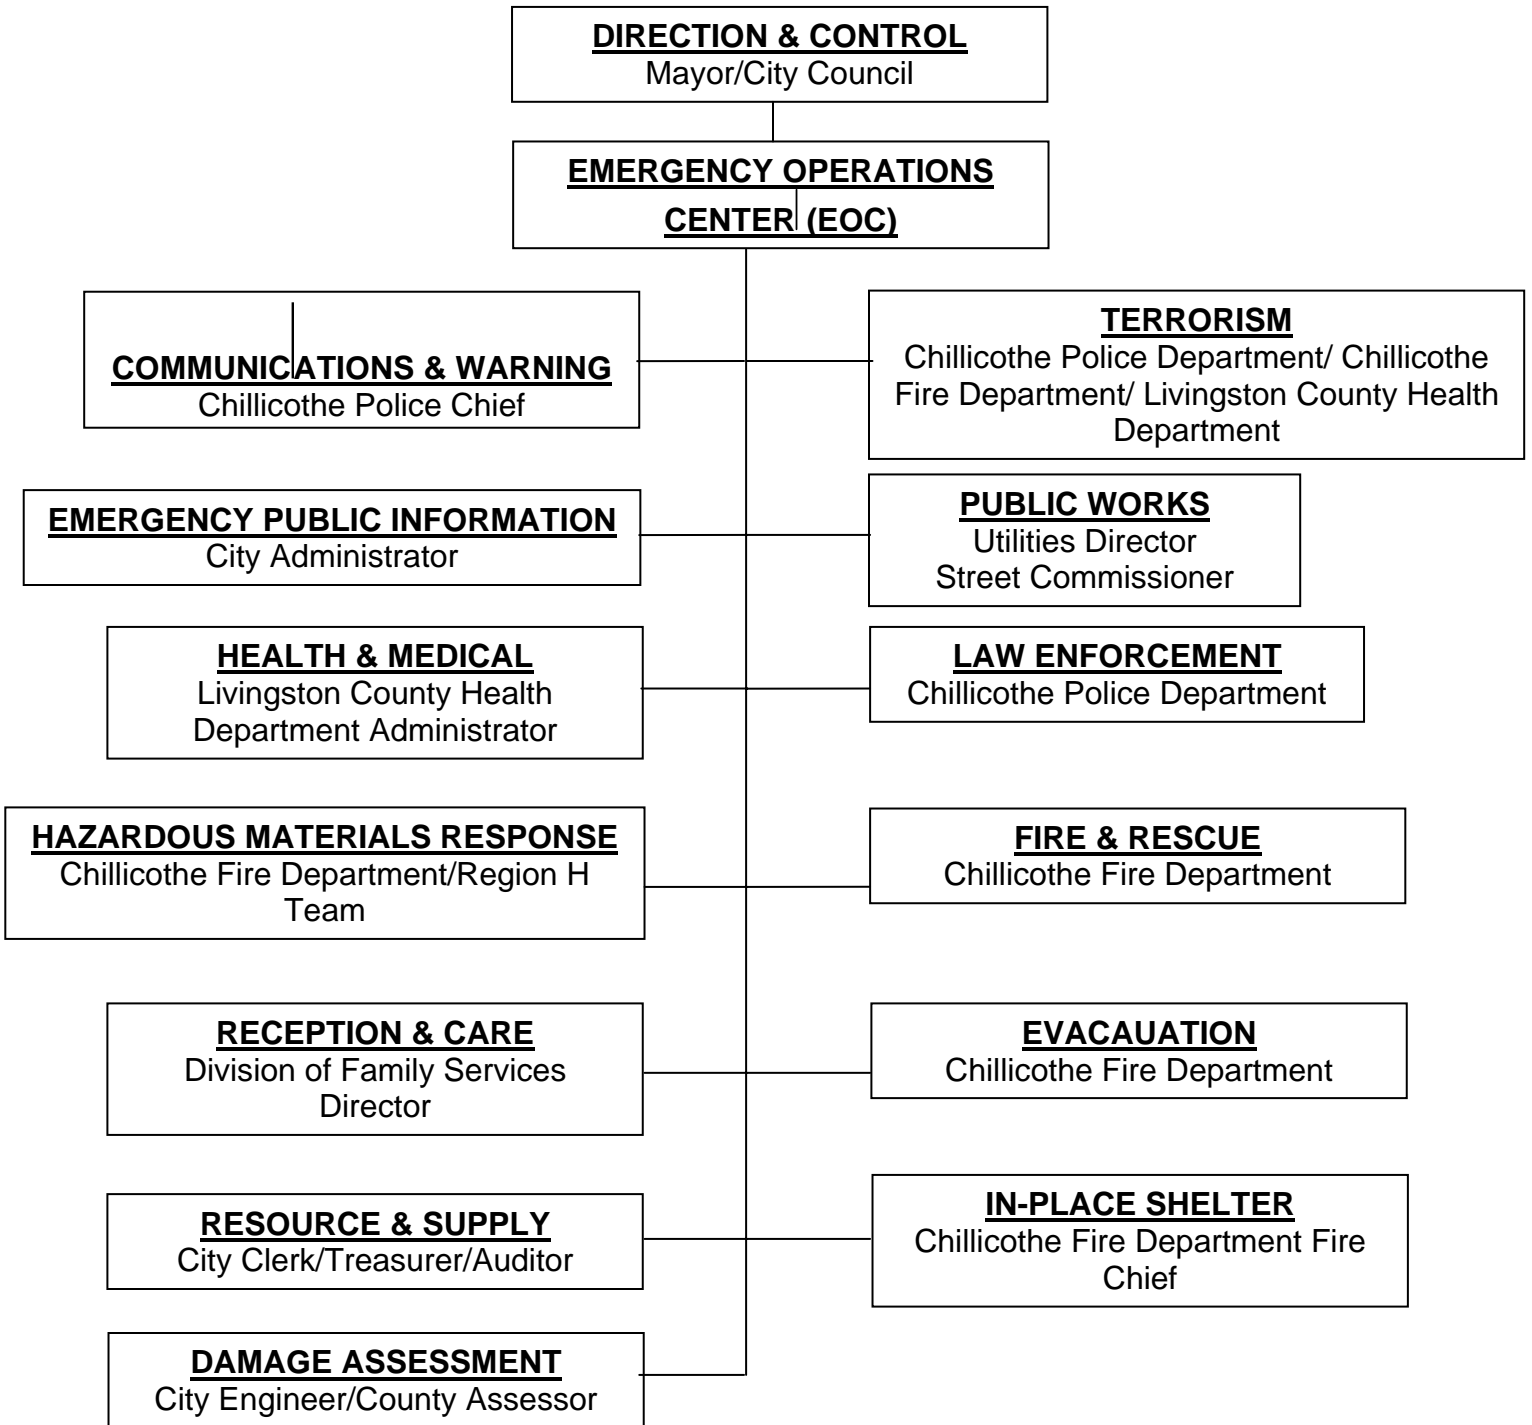 DIRECTION & CONTROL
Mayor/City Council
EMERGENCY OPERATIONS
CENTER (EOC)
COMMUNICATIONS & WARNING
Chillicothe Police Chief
TERRORISM
Chillicothe Police Department/ Chillicothe
Fire Department/ Livingston County Health
Department
EMERGENCY PUBLIC INFORMATION
City Administrator
PUBLIC WORKS
Utilities Director
Street Commissioner
HEALTH & MEDICAL
Livingston County Health
Department Administrator
LAW ENFORCEMENT
Chillicothe Police Department
HAZARDOUS MATERIALS RESPONSE
Chillicothe Fire Department/Region H
Team
FIRE & RESCUE
Chillicothe Fire Department
RECEPTION & CARE
Division of Family Services
Director
EVACAUATION
Chillicothe Fire Department
RESOURCE & SUPPLY
City Clerk/Treasurer/Auditor
IN-PLACE SHELTER
Chillicothe Fire Department Fire
Chief
DAMAGE ASSESSMENT
City Engineer/County Assessor